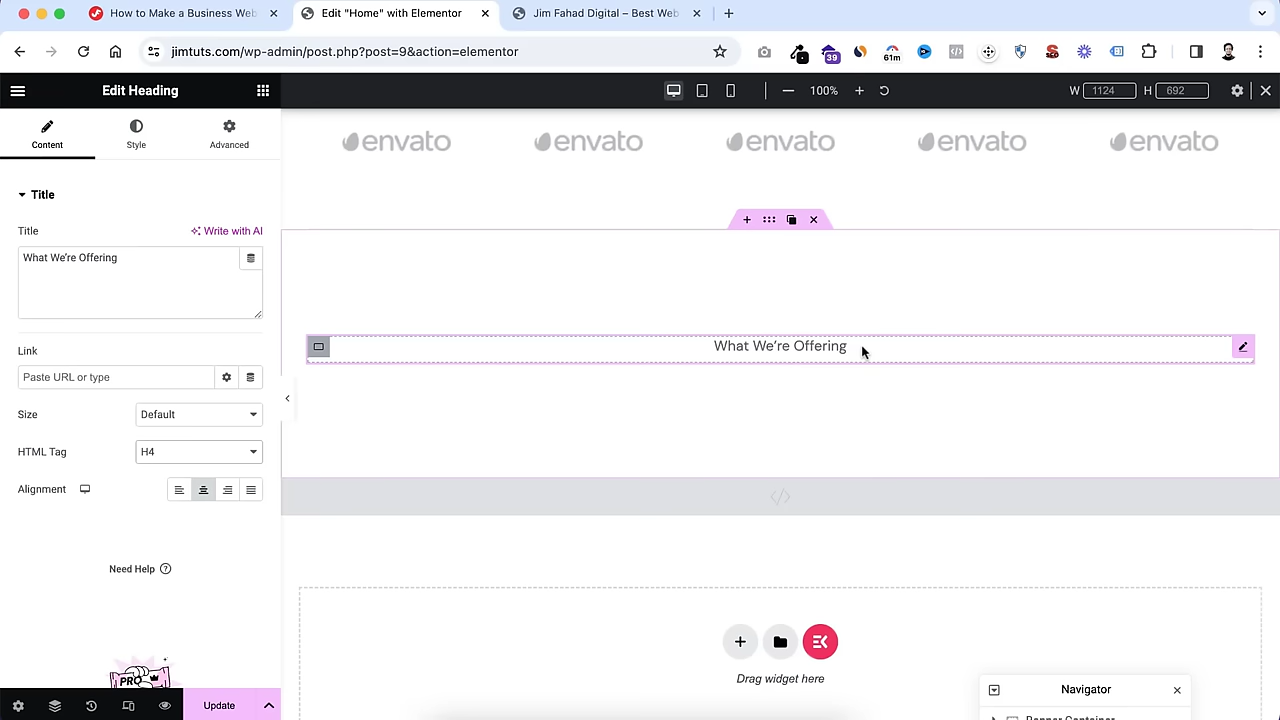 How to Make a Business Web
Edit "Home" with Elementor
Jim Fahad Digital – Best Web
jimtuts.com/wp-admin/post.php?post=9&action=elementor
39
61m
Edit Heading
100%
W 1124 H 692
Content
Style
Advanced
envato envato envato envato envato
Title
Title
Write with AI
What We're Offering
What We're Offering
Link
Paste URL or type
Size
Default
HTML Tag
H4
Alignment
Need Help
PRO
Drag widget here
Navigator
Banner Container
Update